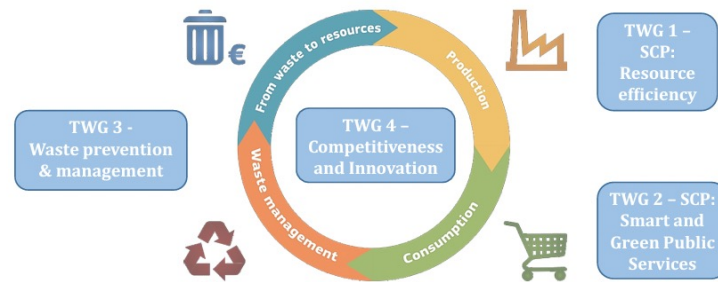 TWG 1 –
SCP:
Resource
efficiency
€
From waste to resources
Production
TWG 3 -
Waste prevention
& management
TWG 4 –
Competitiveness
and Innovation
Waste management
Consumption
TWG 2 – SCP:
Smart and
Green Public
Services